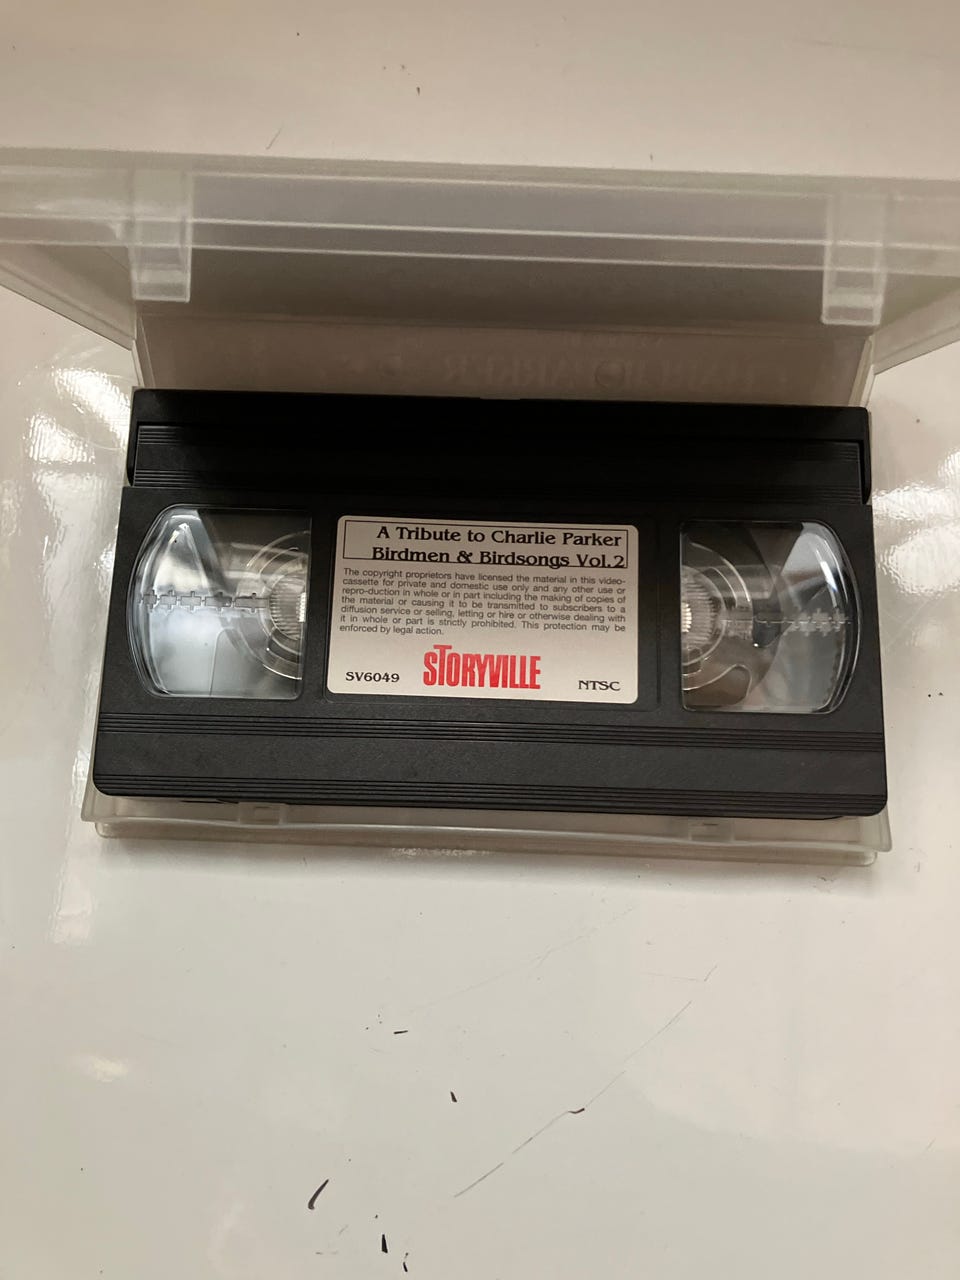 A Tribute to Charlie Parker
Birdmen & Birdsongs Vol.2
The copyright proprietors have licensed the material in this video-
cassette for private and domestic use only and any other use or
repro-duction in whole or in part including the making of copies of
the material or causing it to be transmitted to subscribers to a
diffusion service or selling, letting or hire or otherwise dealing with
it in whole or part is strictly prohibited. This protection may be
enforced by legal action.
SV6049 STORYVILLE NTSC